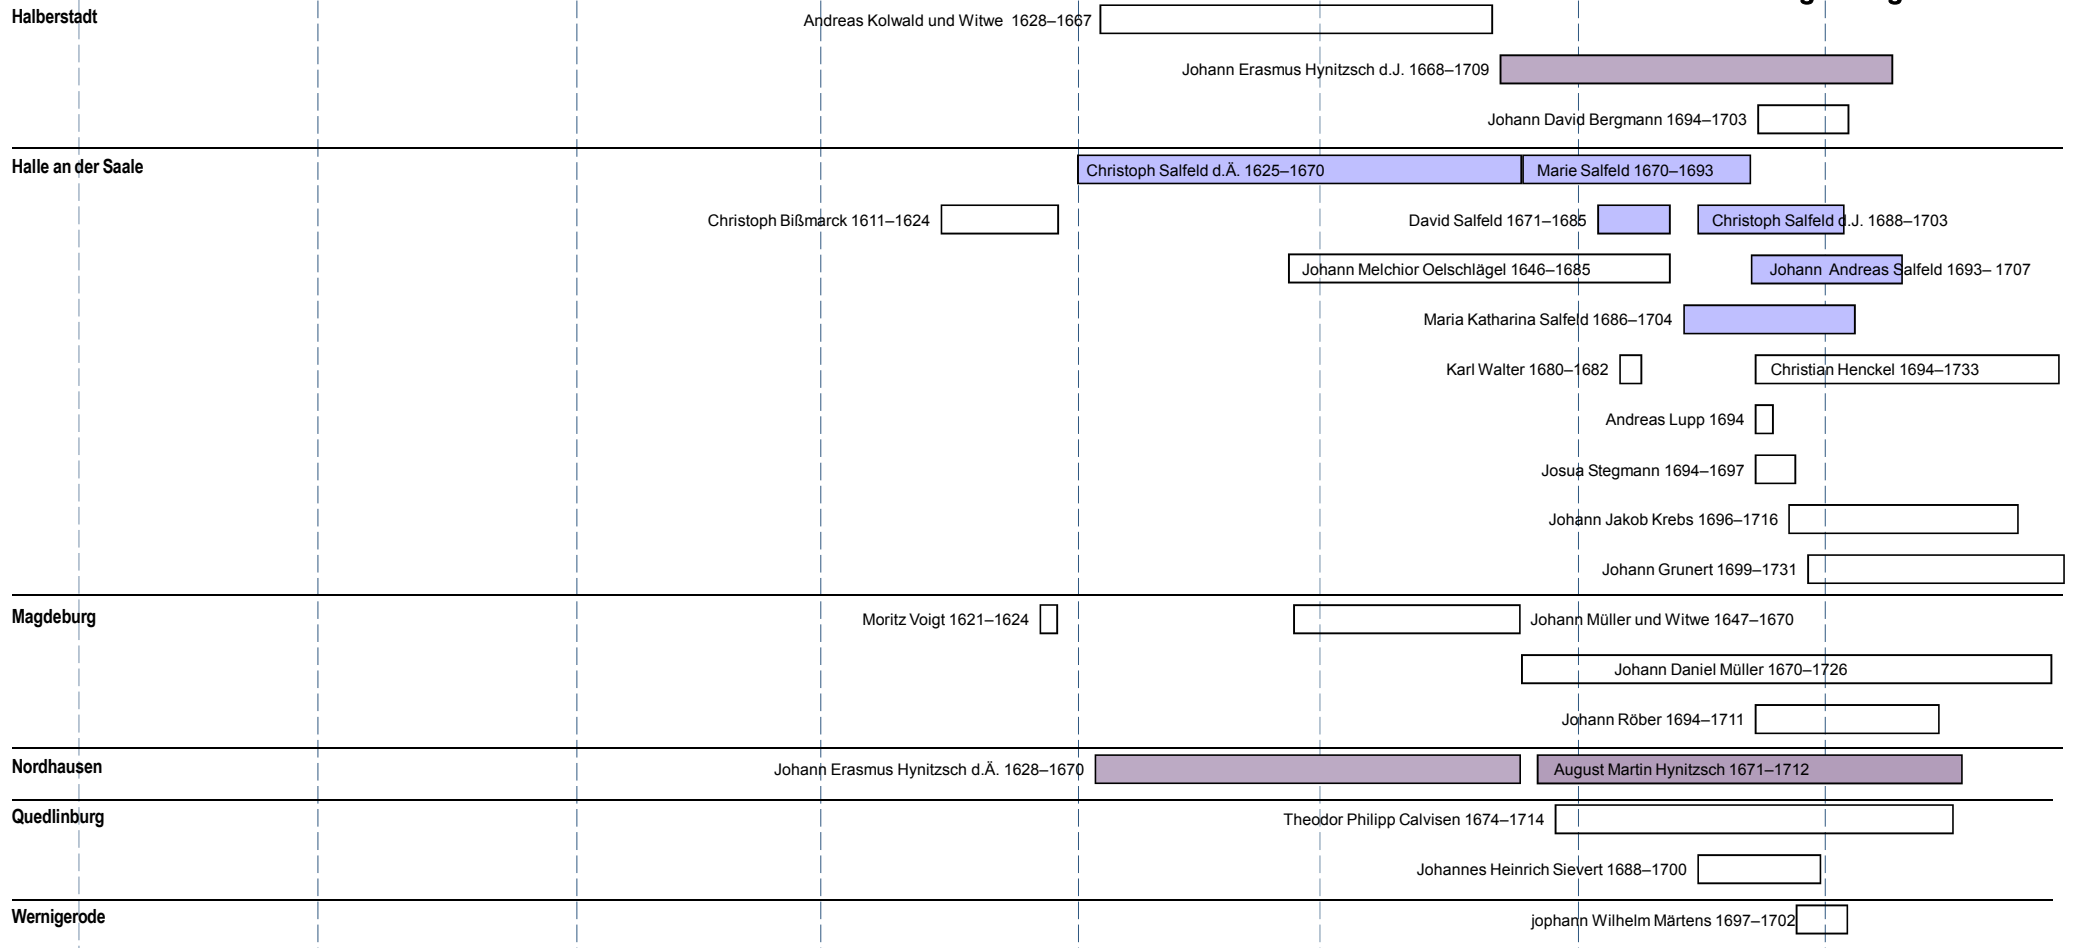 Halberstadt
Andreas Kolwald und Witwe 1628–1667
Johann Erasmus Hynitzsch d.J. 1668–1709
Johann David Bergmann 1694–1703
Halle an der Saale
Christoph Salfeld d.Ä. 1625–1670
Marie Salfeld 1670–1693
Christoph Bißmarck 1611–1624
David Salfeld 1671–1685
Christoph Salfeld d.J. 1688–1703
Johann Melchior Oelschlägel 1646–1685
Johann Andreas Salfeld 1693– 1707
Maria Katharina Salfeld 1686–1704
Karl Walter 1680–1682
Christian Henckel 1694–1733
Andreas Lupp 1694
Josua Stegmann 1694–1697
Johann Jakob Krebs 1696–1716
Johann Grunert 1699–1731
Magdeburg
Moritz Voigt 1621–1624
Johann Müller und Witwe 1647–1670
Johann Daniel Müller 1670–1726
Johann Röber 1694–1711
Nordhausen
Johann Erasmus Hynitzsch d.Ä. 1628–1670
August Martin Hynitzsch 1671–1712
Quedlinburg
Theodor Philipp Calvisen 1674–1714
Johannes Heinrich Sievert 1688–1700
Wernigerode
jophann Wilhelm Märtens 1697–1702